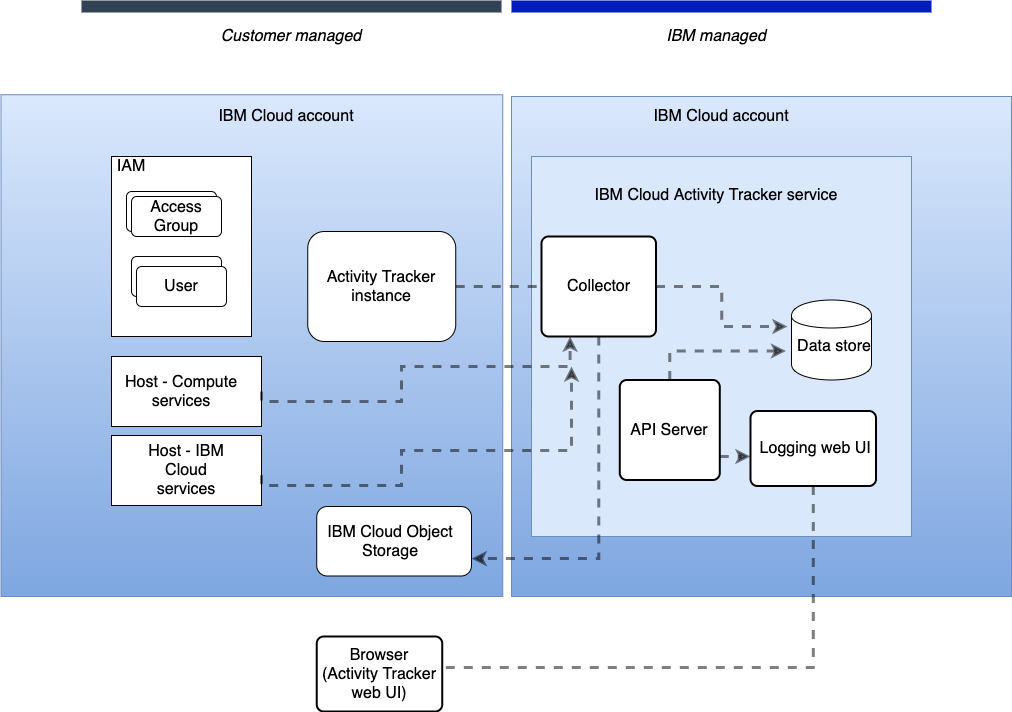 Customer managed
IBM managed
IBM Cloud account
IBM Cloud account
IAM
Access
Group
User
Activity Tracker
instance
IBM Cloud Activity Tracker service
Collector
Data store
Host - Compute
services
API Server
Logging web UI
Host - IBM
Cloud
services
IBM Cloud Object
Storage
Browser
(Activity Tracker
web UI)